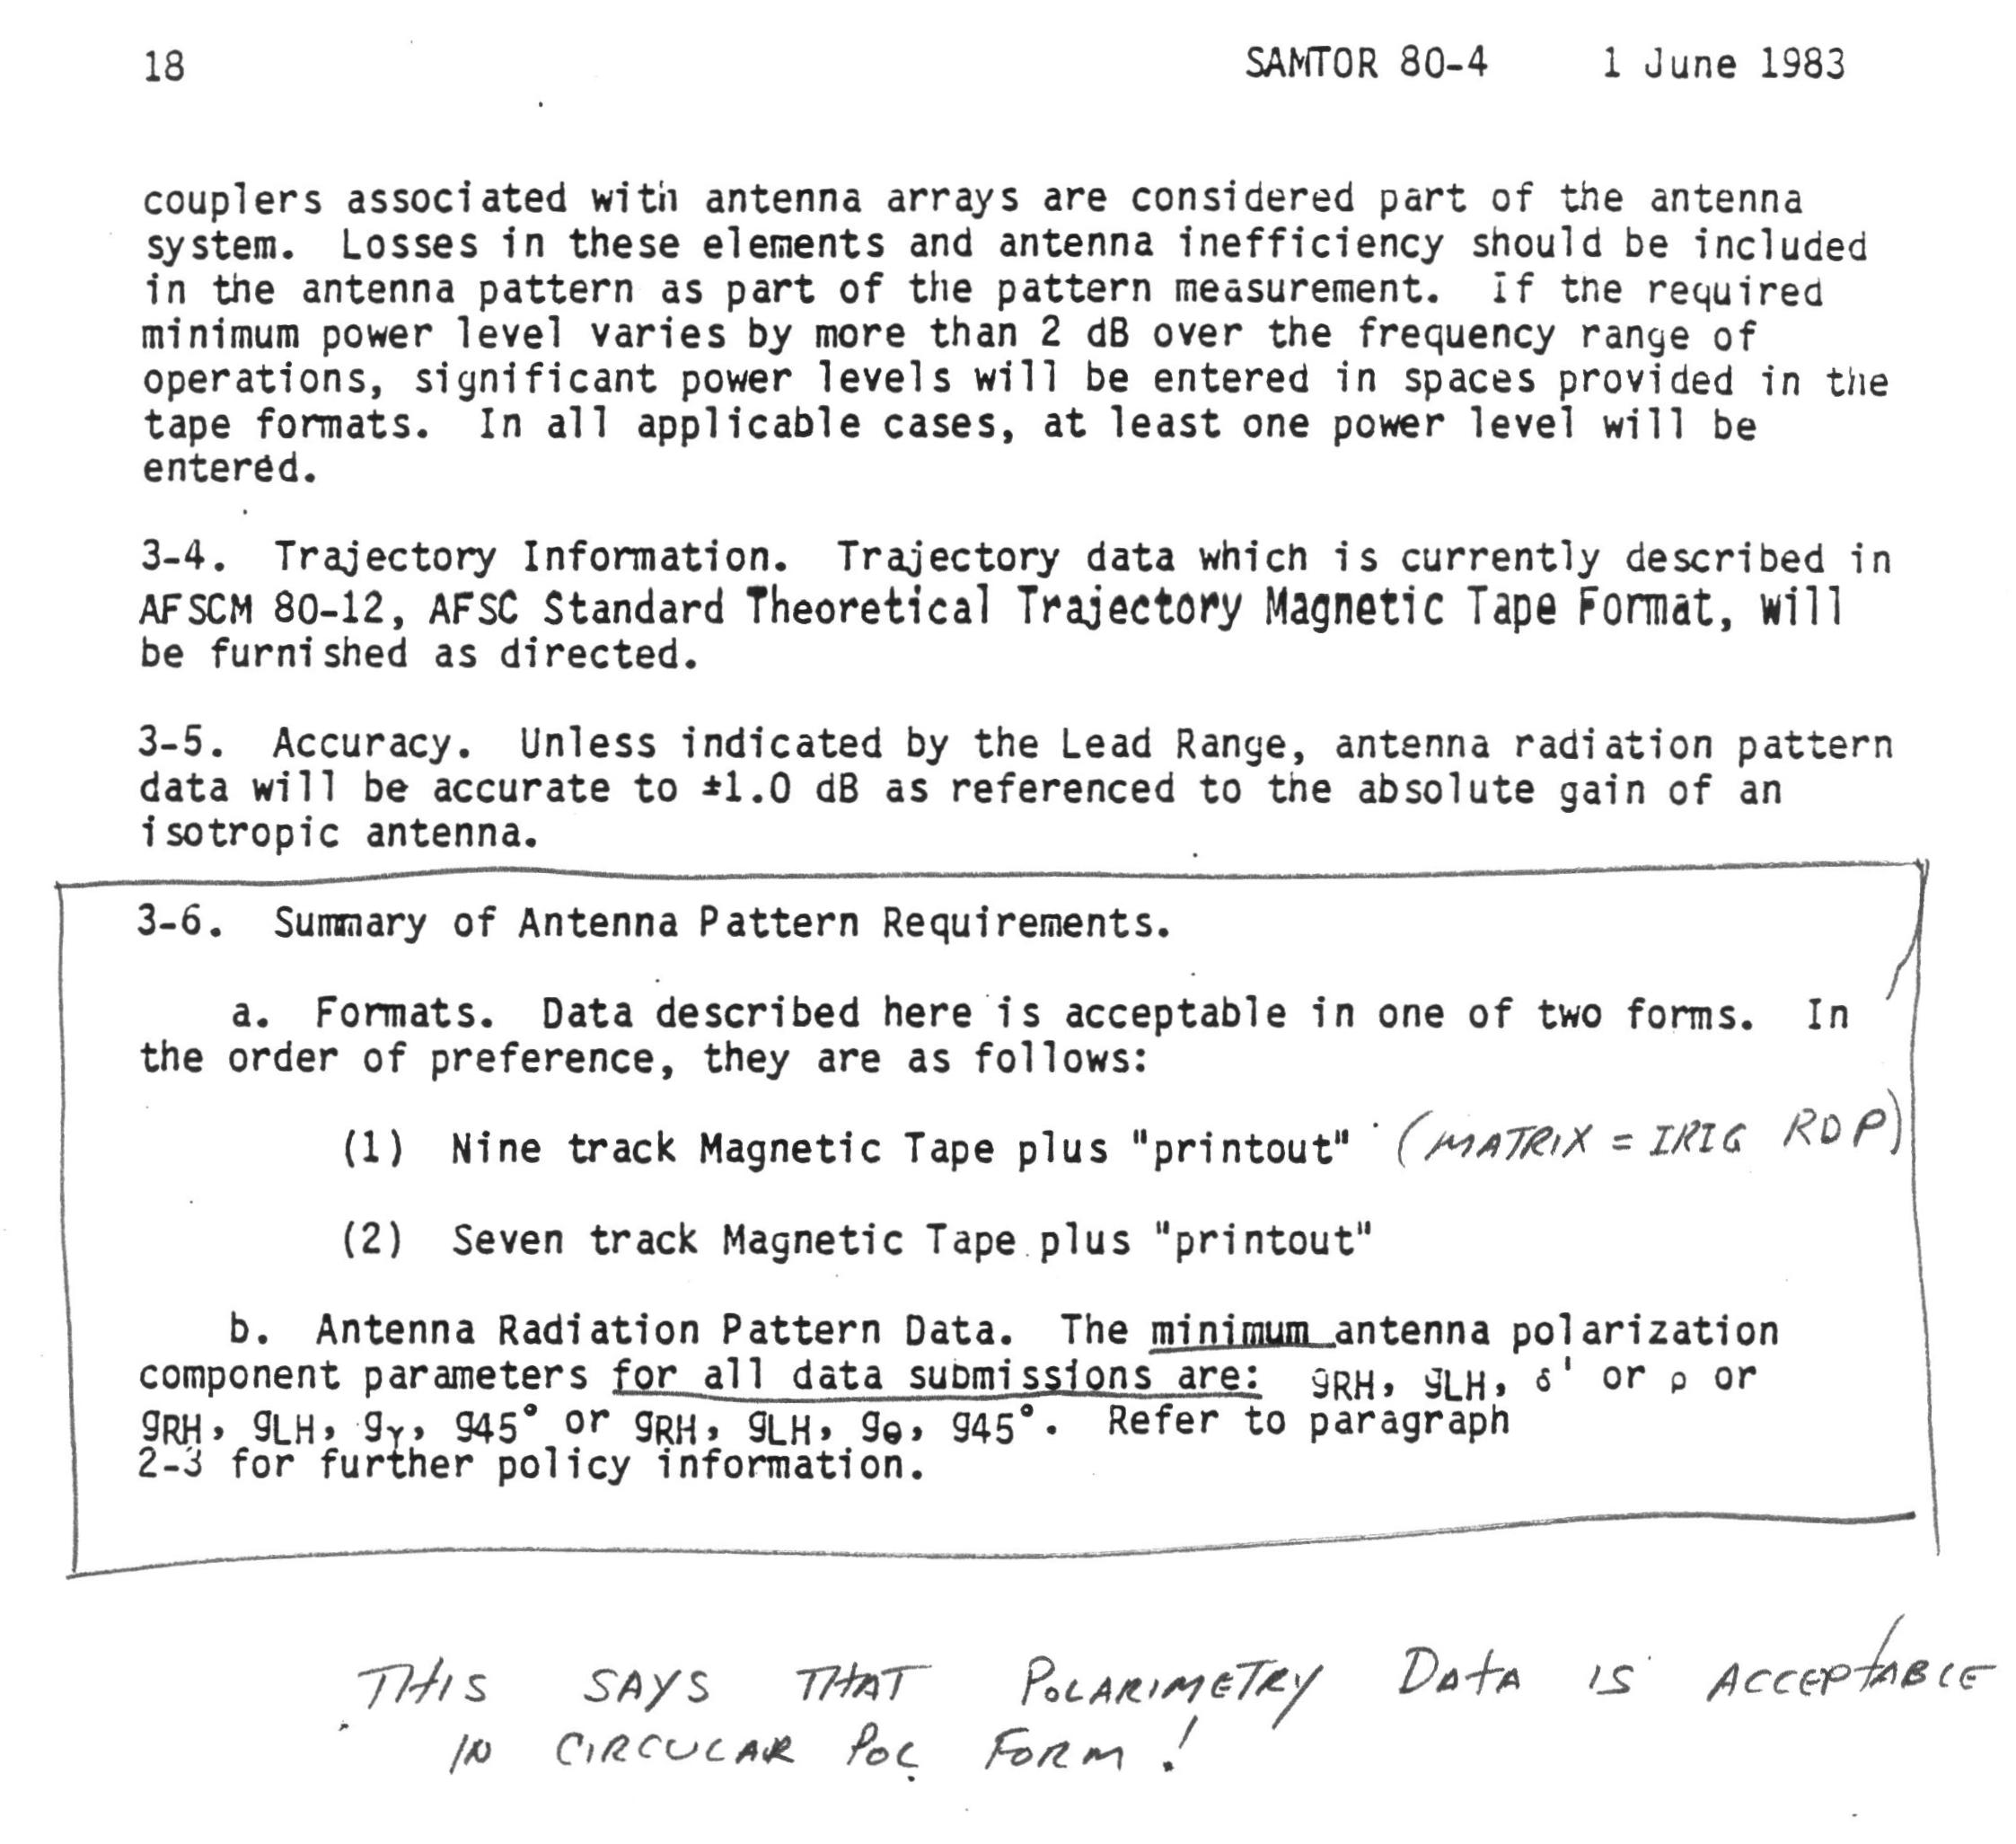 18 SAMTOR 80-4 1 June 1983
couplers associated with antenna arrays are considered part of the antenna
system. Losses in these elements and antenna inefficiency should be included
in the antenna pattern as part of the pattern measurement. If the required
minimum power level varies by more than 2 dB over the frequency range of
operations, significant power levels will be entered in spaces provided in the
tape formats. In all applicable cases, at least one power level will be
entered.
3-4. Trajectory Information. Trajectory data which is currently described in
AFSCM 80-12, AFSC Standard Theoretical Trajectory Magnetic Tape Format, will
be furnished as directed.
3-5. Accuracy. Unless indicated by the Lead Range, antenna radiation pattern
data will be accurate to ±1.0 dB as referenced to the absolute gain of an
isotropic antenna.
3-6. Summary of Antenna Pattern Requirements.
a. Formats. Data described here is acceptable in one of two forms. In
the order of preference, they are as follows:
(1) Nine track Magnetic Tape plus "printout" (MATRIX = IRIG RDP)
(2) Seven track Magnetic Tape plus "printout"
b. Antenna Radiation Pattern Data. The minimum antenna polarization
component parameters for all data submissions are: gRH, gLH, δ' or ρ or
gRH, gLH, gγ, g45° or gRH, gLH, gθ, g45°. Refer to paragraph
2-3 for further policy information.
THIS SAYS THAT POLARIMETRY DATA IS ACCEPTABLE
IN CIRCULAR POL FORM!